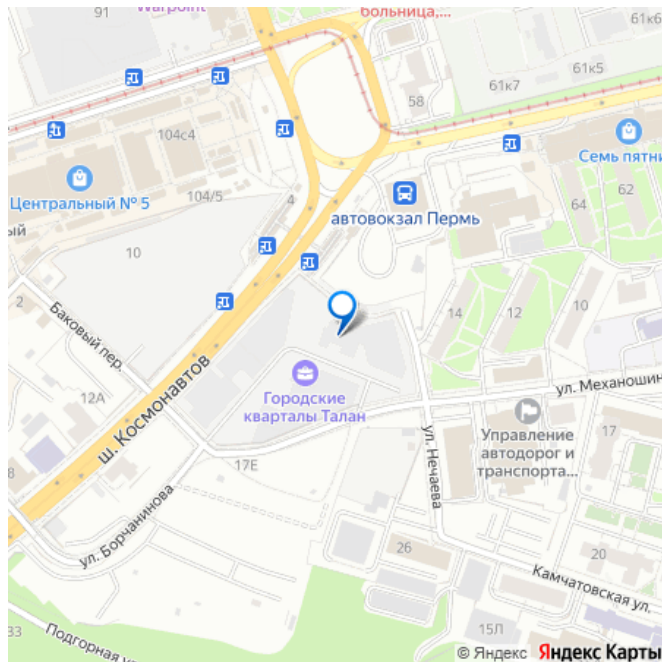 91
Warpoint
больница,...
61к6
61к5
61к7
58
104с4
Семь пятни
Центральный № 5
104/5
4
автовокзал Пермь
64
62
ый
10
2
Баковый пер.
14
12
10
ш. Космонавтов
Городские
кварталы Талан
ул. Механошин
12А
ул. Нечаева
Управление
автодорог и
транспорта...
17
17Е
8
ул. Борчанинова
26
20
Камчатовская ул.
33
Подгорная у
15Л
© Яндекс Яндекс Карты